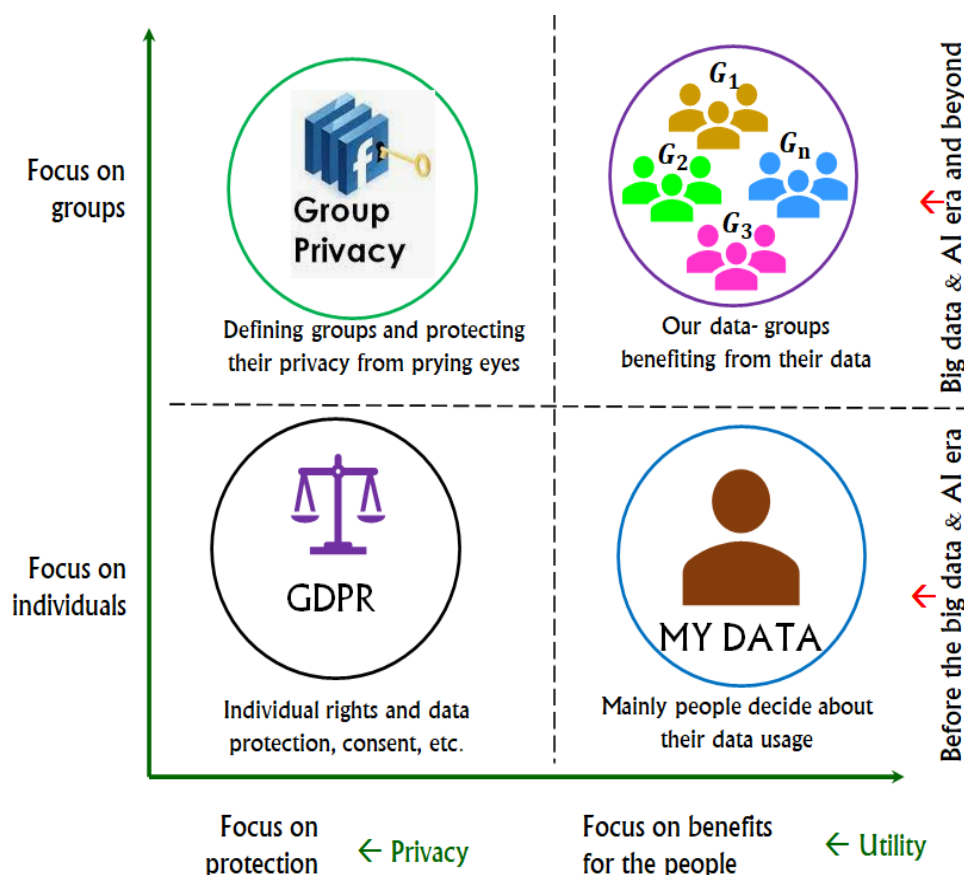 Focus on
groups
f
Group
Privacy
Defining groups and protecting
their privacy from prying eyes
G₁
G₂
Gₙ
G₃
Our data- groups
benefiting from their data
← Big data & AI era and beyond
Focus on
individuals
GDPR
Individual rights and data
protection, consent, etc.
MY DATA
Mainly people decide about
their data usage
← Before the big data & AI era
Focus on
protection
← Privacy
Focus on benefits
for the people
← Utility